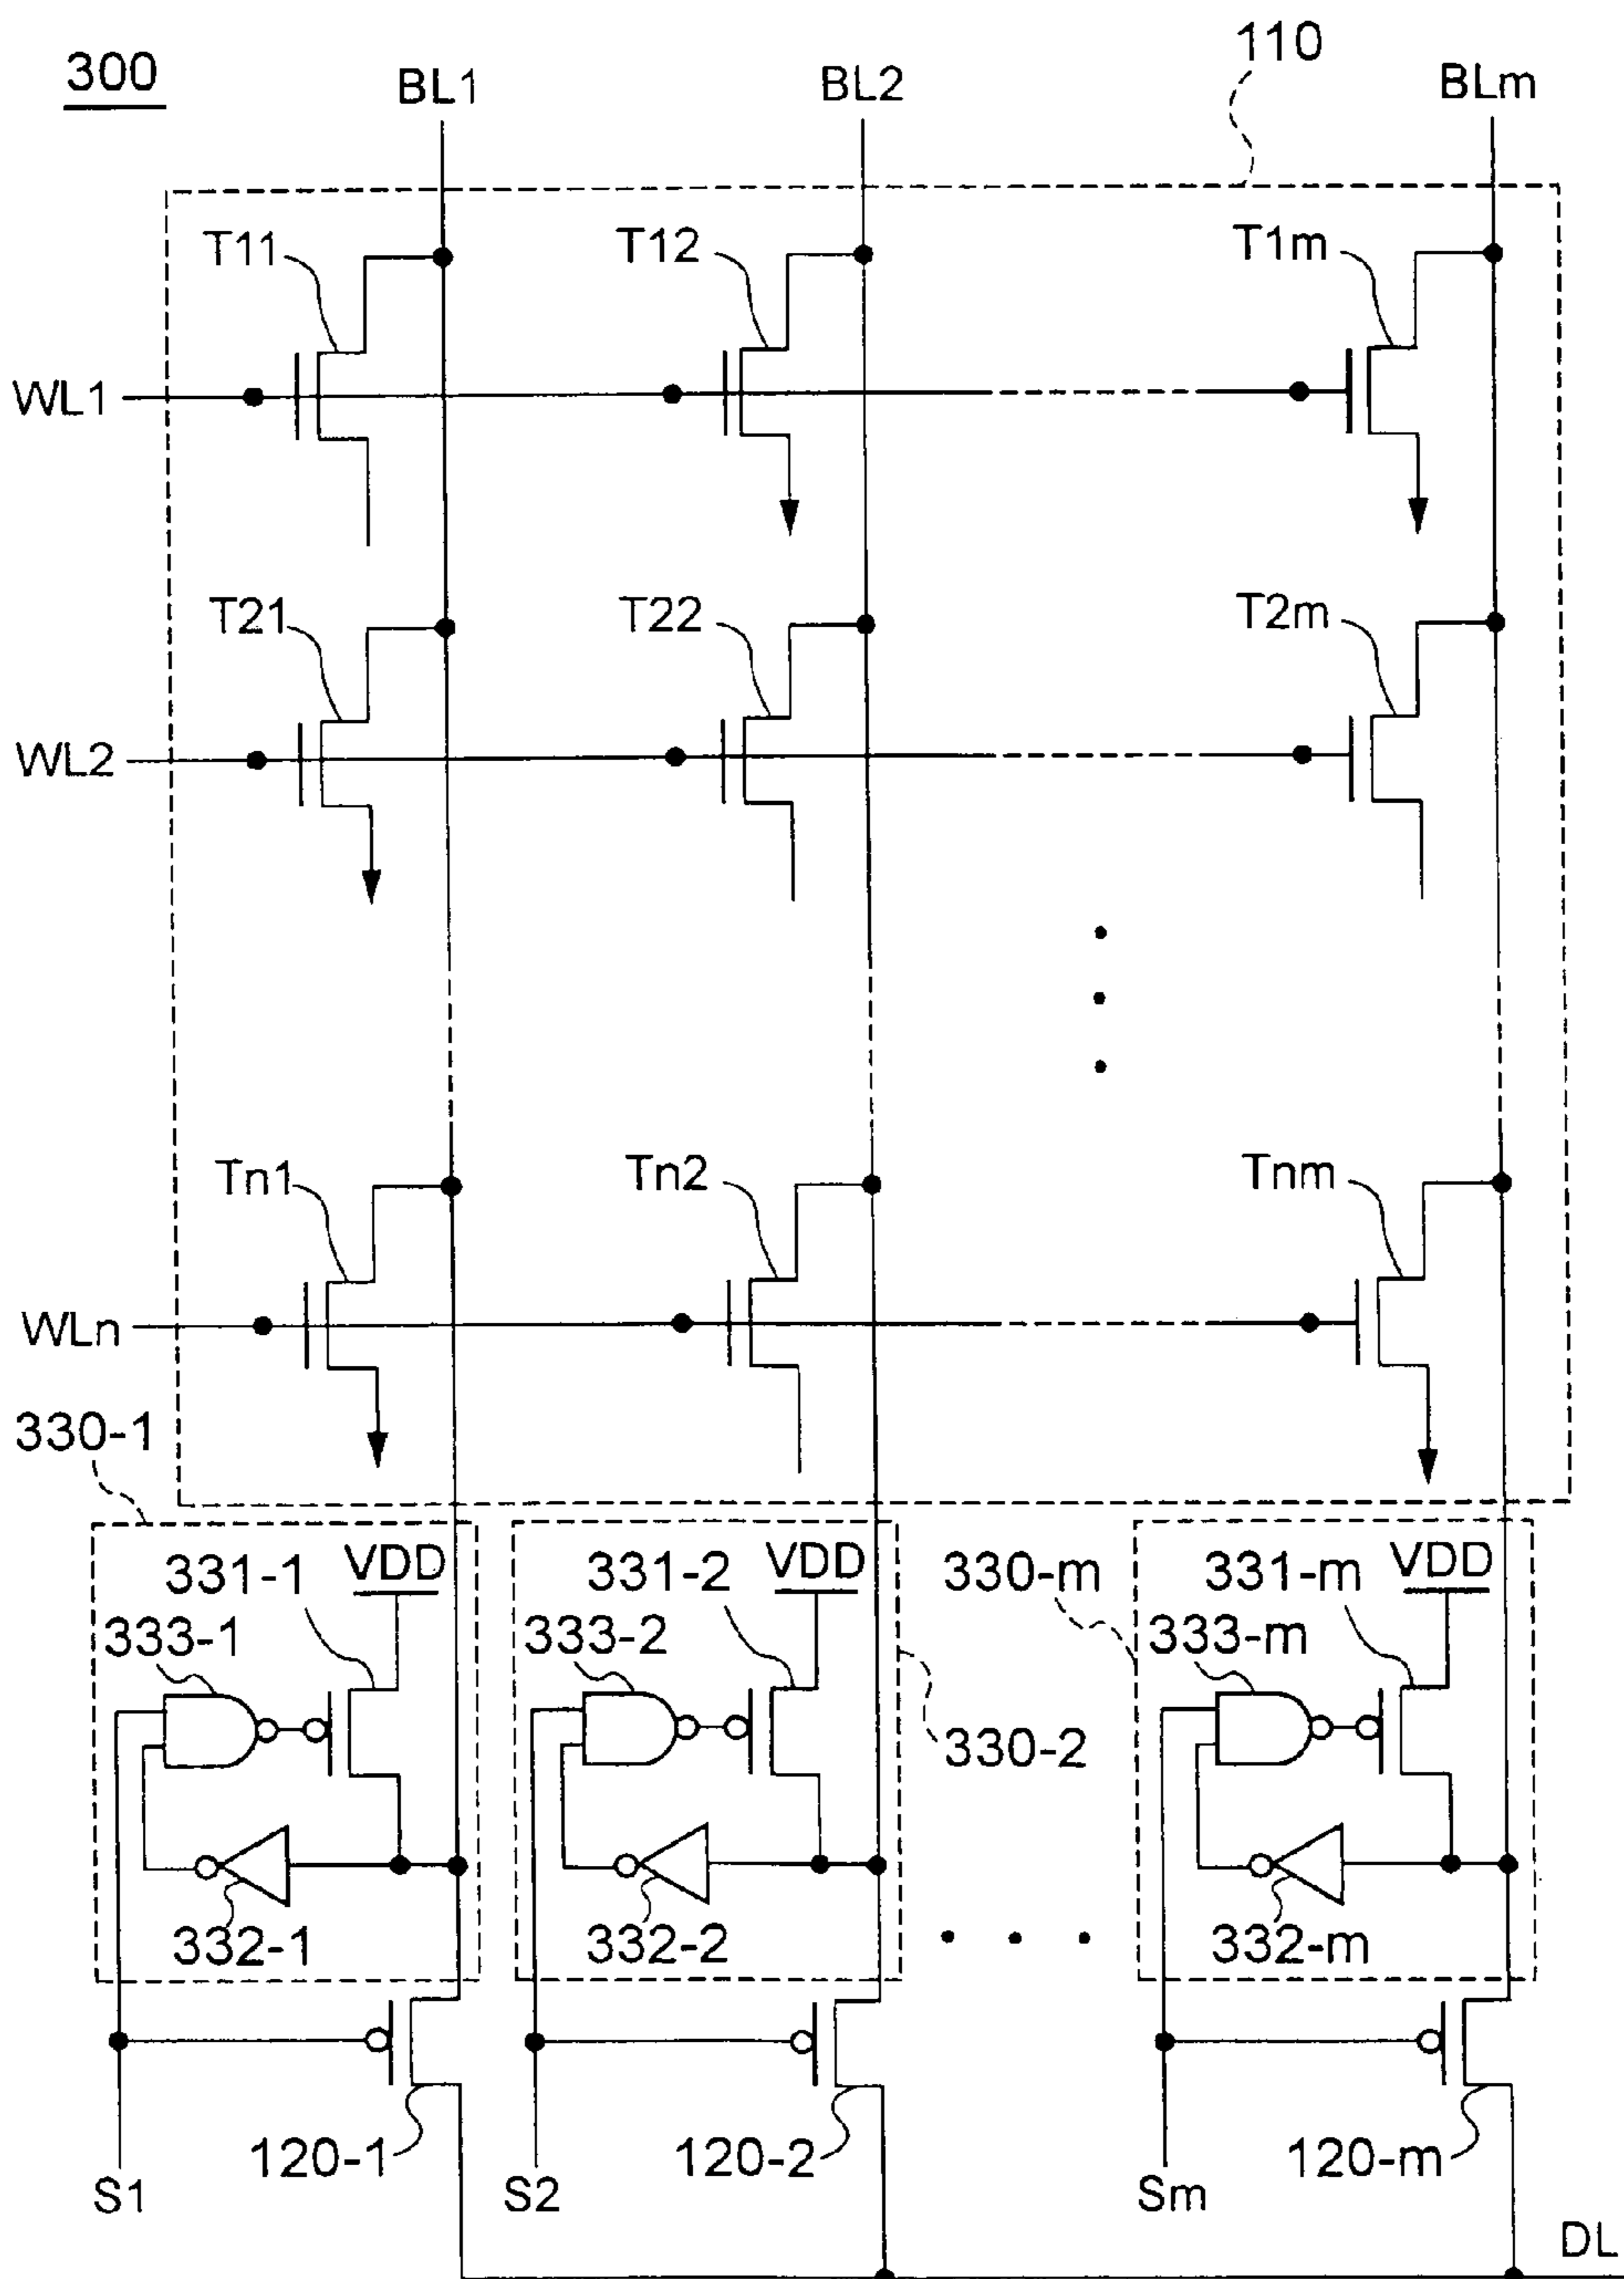 300
110
BL1
BL2
BLm
T11
T12
T1m
WL1
T21
T22
T2m
WL2
Tn1
Tn2
Tnm
WLn
330-1
331-1
VDD
331-2
VDD
330-m
331-m
VDD
333-1
333-2
333-m
330-2
332-1
332-2
332-m
120-1
120-2
120-m
S1
S2
Sm
DL